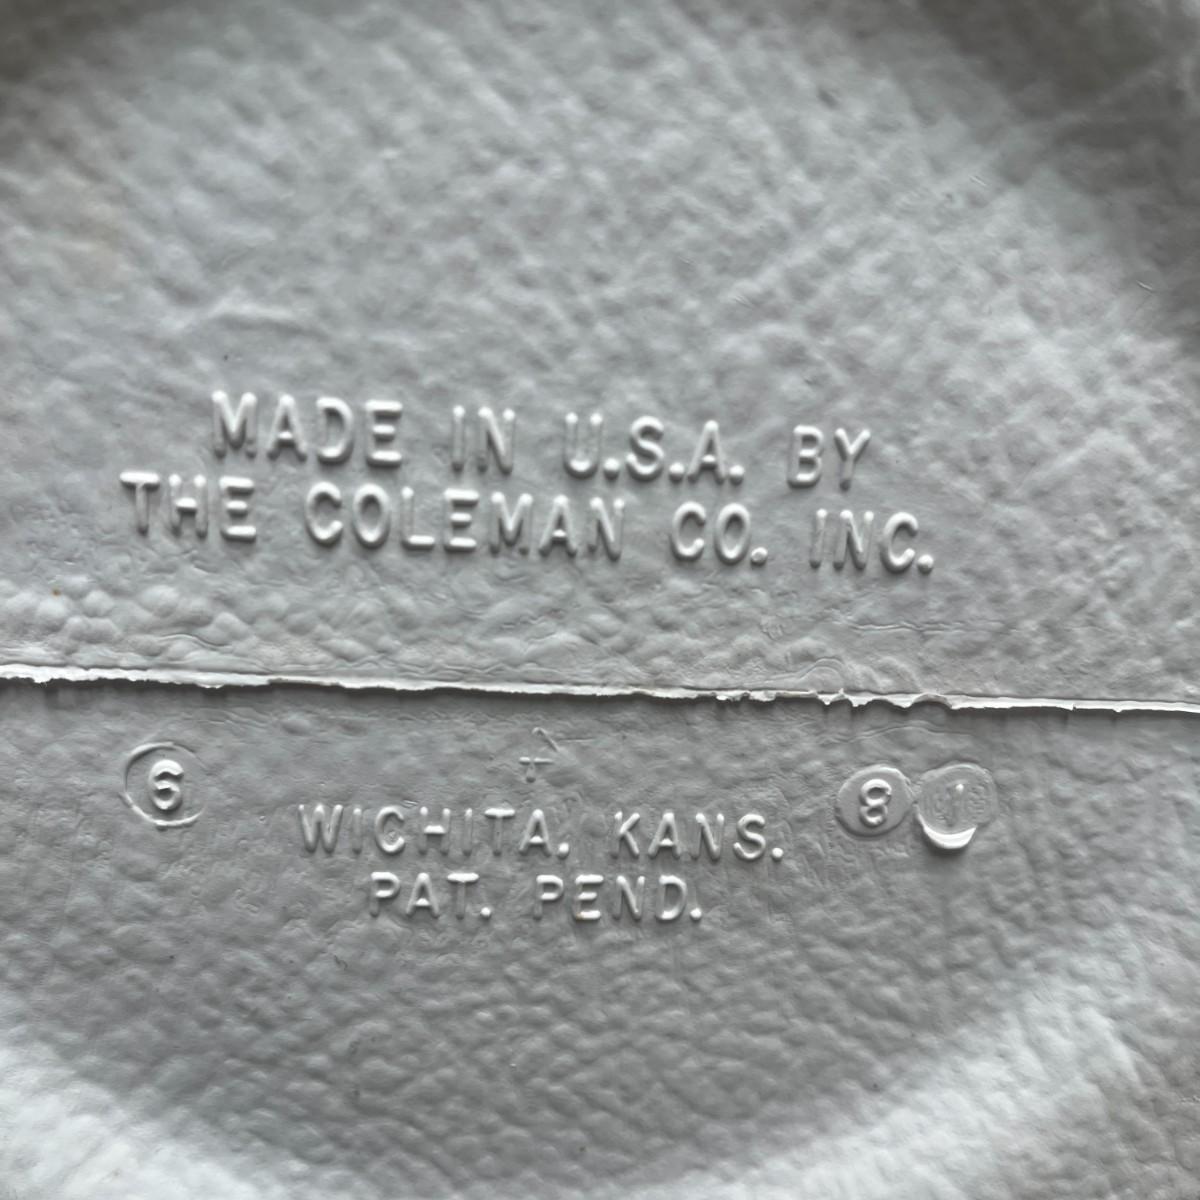 MADE IN U.S.A. BY
THE COLEMAN CO. INC.
6 8
WICHITA. KANS.
PAT. PEND.